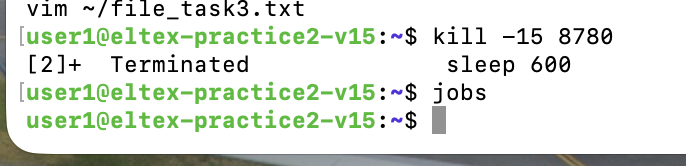 vim ~/file_task3.txt
[user1@eltex-practice2-v15:~$ kill -15 8780
[2]+  Terminated              sleep 600
[user1@eltex-practice2-v15:~$ jobs
user1@eltex-practice2-v15:~$